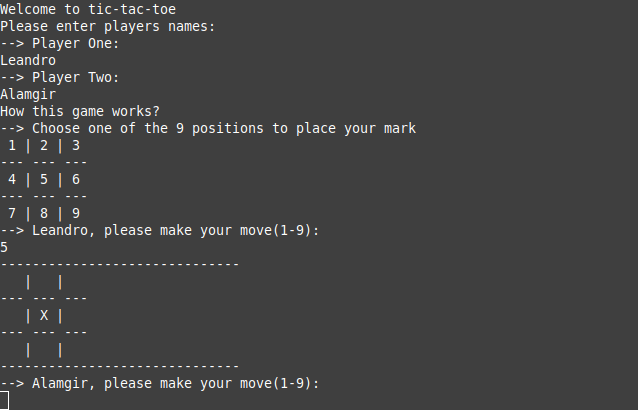 Welcome to tic-tac-toe
Please enter players names:
--> Player One:
Leandro
--> Player Two:
Alamgir
How this game works?
--> Choose one of the 9 positions to place your mark
 1 | 2 | 3
--- --- ---
 4 | 5 | 6
--- --- ---
 7 | 8 | 9
--> Leandro, please make your move(1-9):
5
------------------------------
   |   |
--- --- ---
   | X |
--- --- ---
   |   |
------------------------------
--> Alamgir, please make your move(1-9):